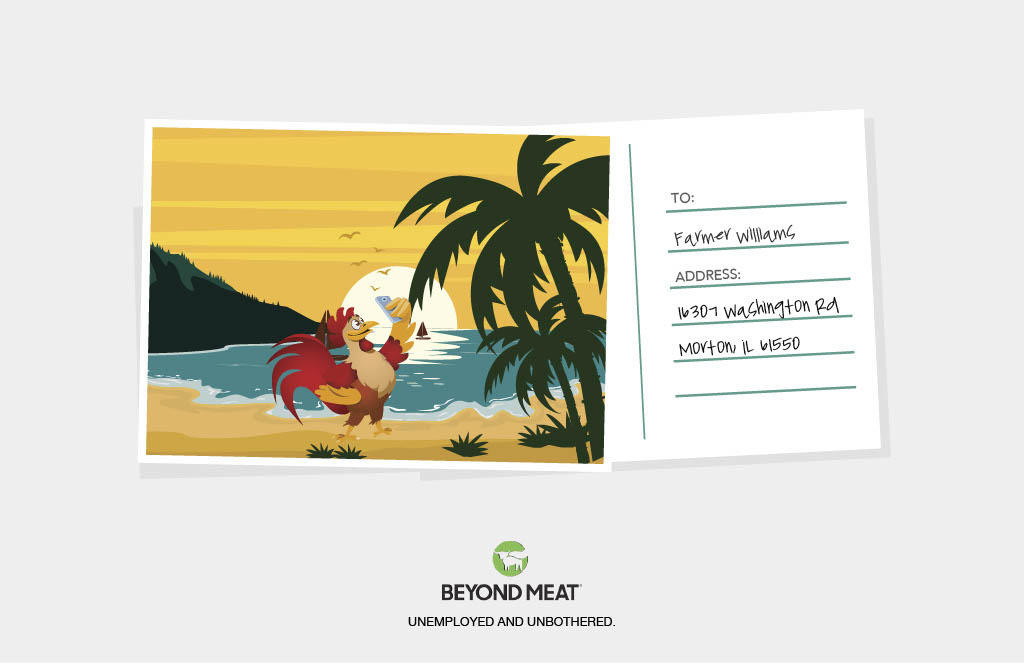 TO:
Farmer Williams
ADDRESS:
16307 Washington Rd
Morton, IL 61550
BEYOND MEAT
UNEMPLOYED AND UNBOTHERED.